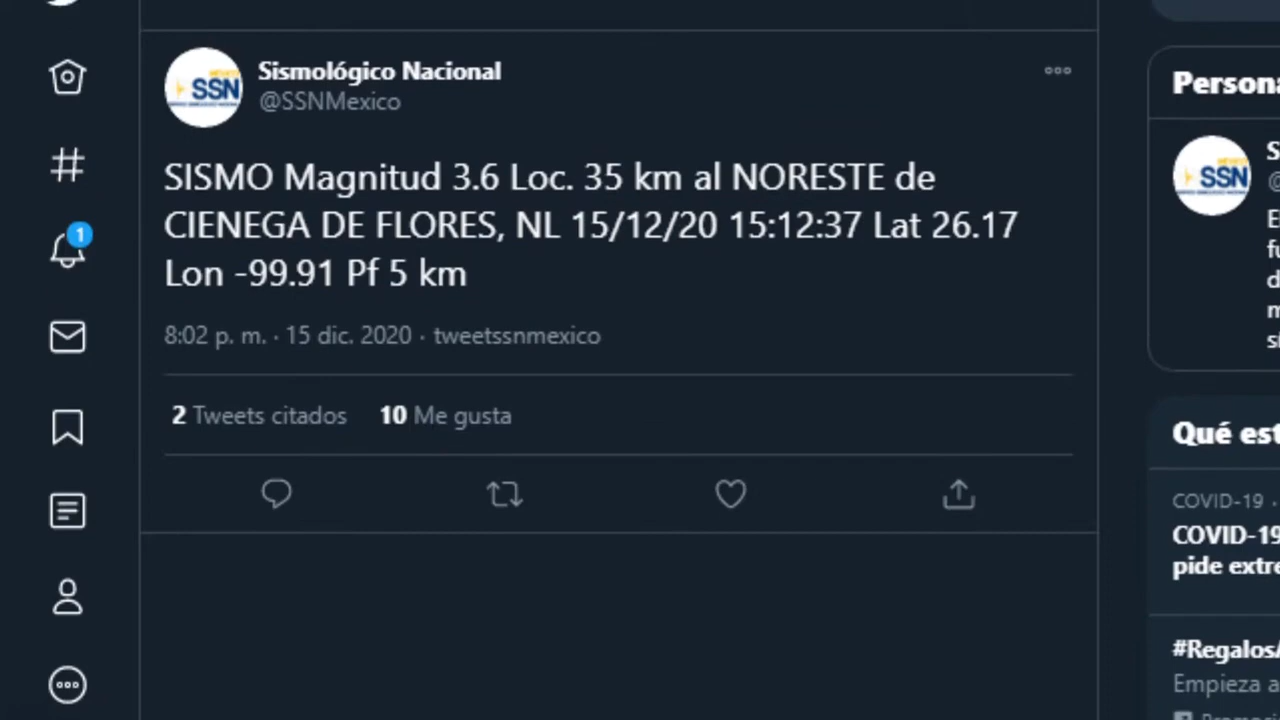 Sismológico Nacional
@SSNMexico
SISMO Magnitud 3.6 Loc. 35 km al NORESTE de
CIENEGA DE FLORES, NL 15/12/20 15:12:37 Lat 26.17
Lon -99.91 Pf 5 km
8:02 p. m. · 15 dic. 2020 · tweetssnmexico
2 Tweets citados 10 Me gusta
1
SSN
Persona
SSN
Qué est
COVID-19 ·
COVID-19
pide extre
#RegalosA
Empieza a